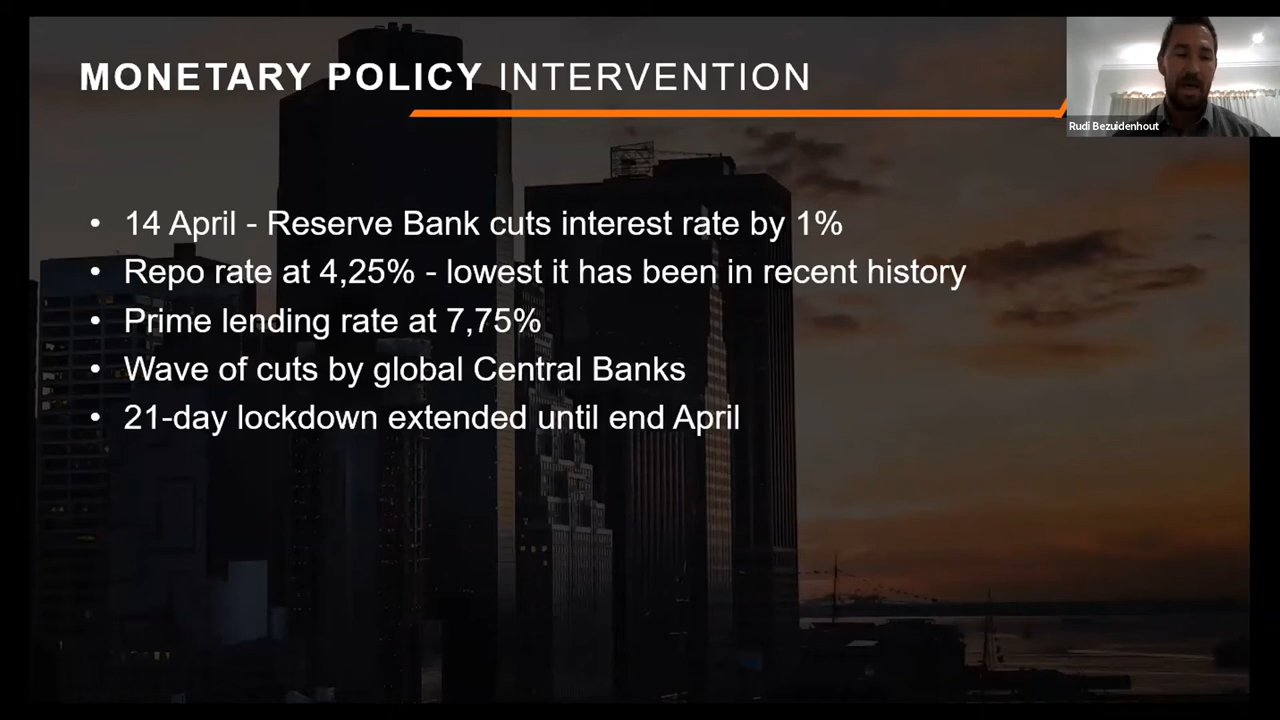 MONETARY POLICY INTERVENTION
Rudi Bezuidenhout
• 14 April - Reserve Bank cuts interest rate by 1%
• Repo rate at 4,25% - lowest it has been in recent history
• Prime lending rate at 7,75%
• Wave of cuts by global Central Banks
• 21-day lockdown extended until end April